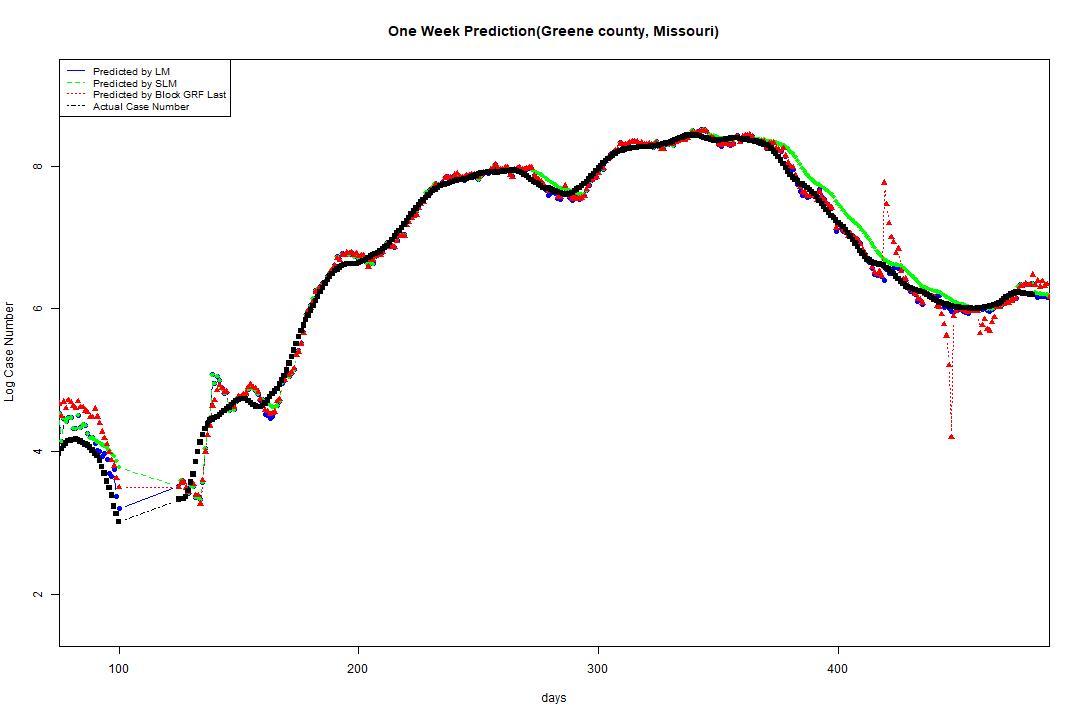 One Week Prediction(Greene county, Missouri)
Predicted by LM
Predicted by SLM
Predicted by Block GRF Last
Actual Case Number
8
6
4
2
Log Case Number
100 200 300 400
days